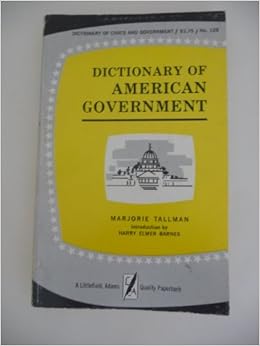 DICTIONARY OF CIVICS AND GOVERNMENT / $1.75 / No. 128
DICTIONARY OF
AMERICAN
GOVERNMENT
MARJORIE TALLMAN
introduction by
HARRY ELMER BARNES
A Littlefield, Adams Quality Paperback